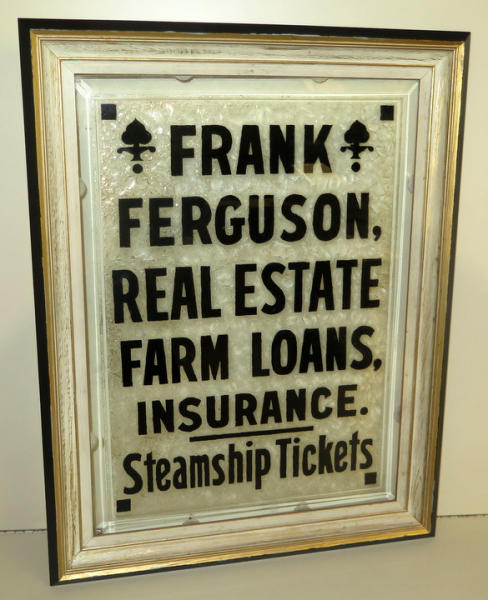 FRANK
FERGUSON,
REAL ESTATE
FARM LOANS,
INSURANCE.
Steamship Tickets